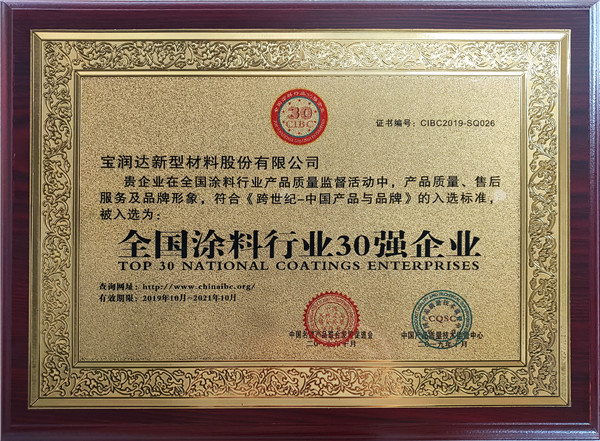 30
CIBC
证书编号：CIBC2019-SQ026
宝润达新型材料股份有限公司
贵企业在全国涂料行业产品质量监督活动中，产品质量、售后
服务及品牌形象，符合《跨世纪-中国产品与品牌》的入选标准，
被入选为：
全国涂料行业30强企业
TOP 30 NATIONAL COATINGS ENTERPRISES
查询网址：http://www.chinaibc.org/
有效期限：2019年10月-2021年10月
CQSC